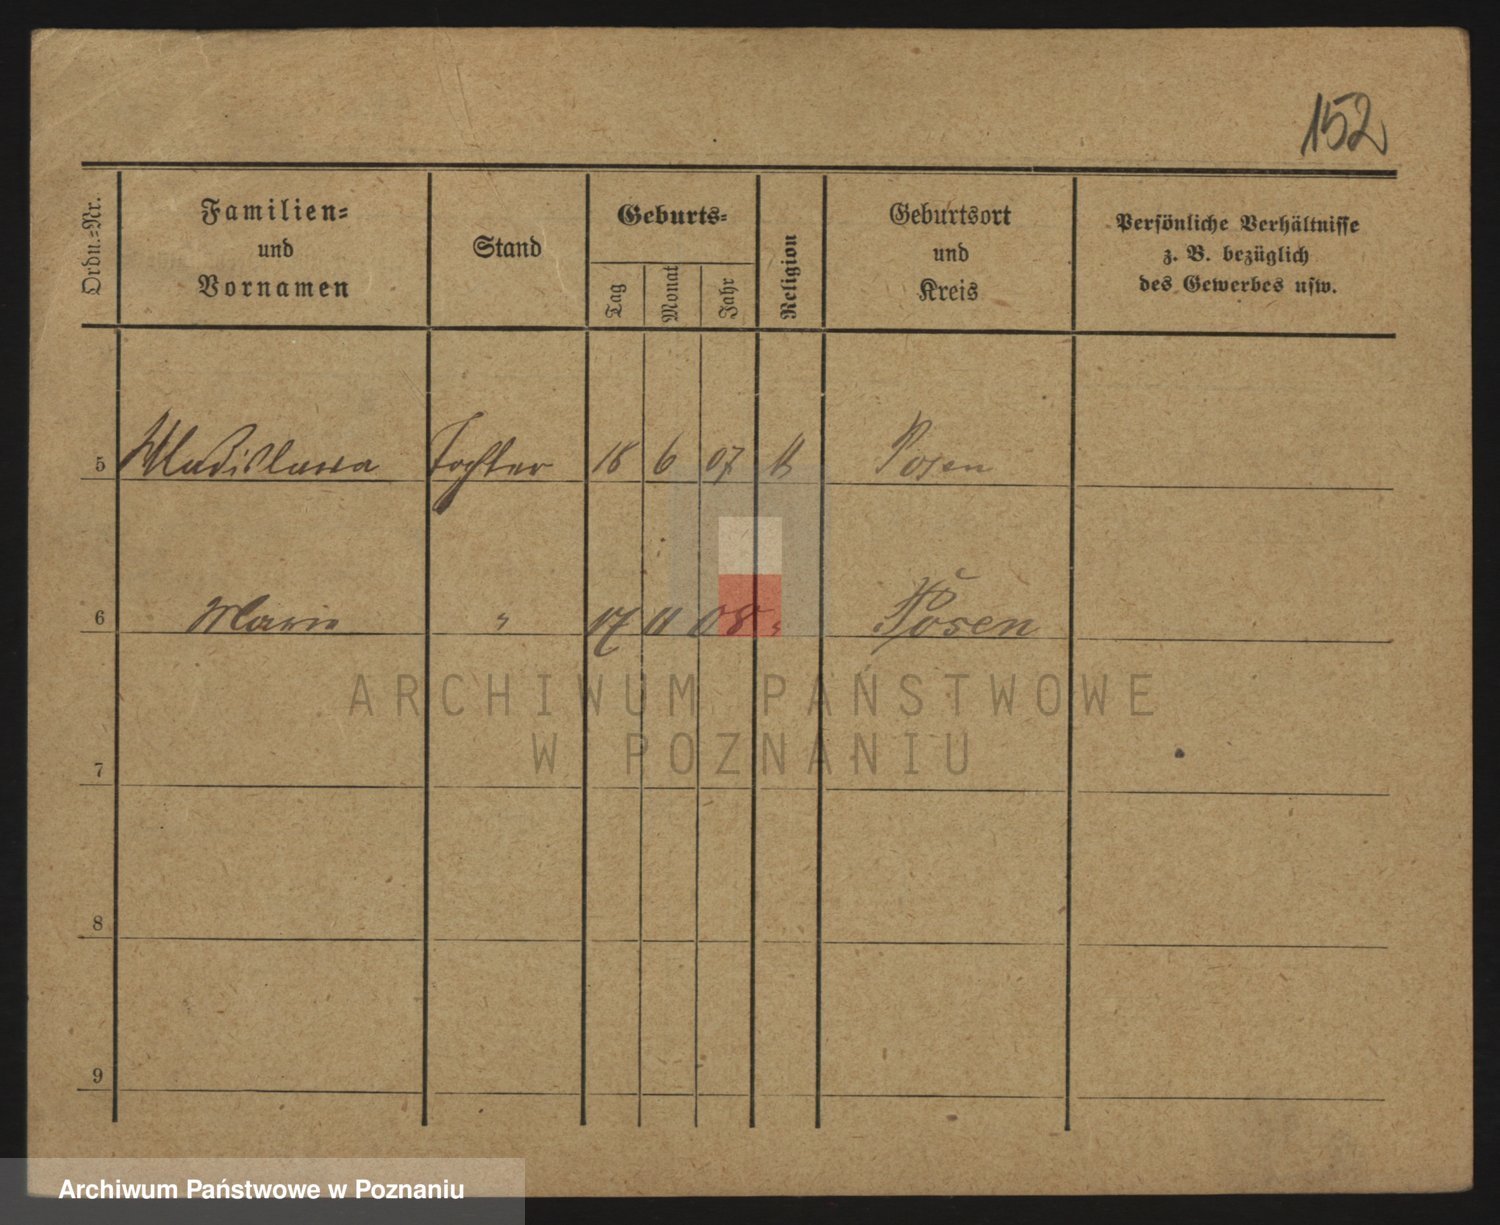 152
Ordn.-Nr.
Familien-
und
Vornamen
Stand
Geburts-
Tag
Monat
Jahr
Religion
Geburtsort
und
Kreis
Persönliche Verhältnisse
z. B. bezüglich
des Gewerbes usw.
5 Wladislawa Tochter 18 6 07 Posen
6 Marie " 17 11 08 " Posen
ARCHIWUM PAŃSTWOWE
W POZNANIU
7
8
9
Archiwum Państwowe w Poznaniu